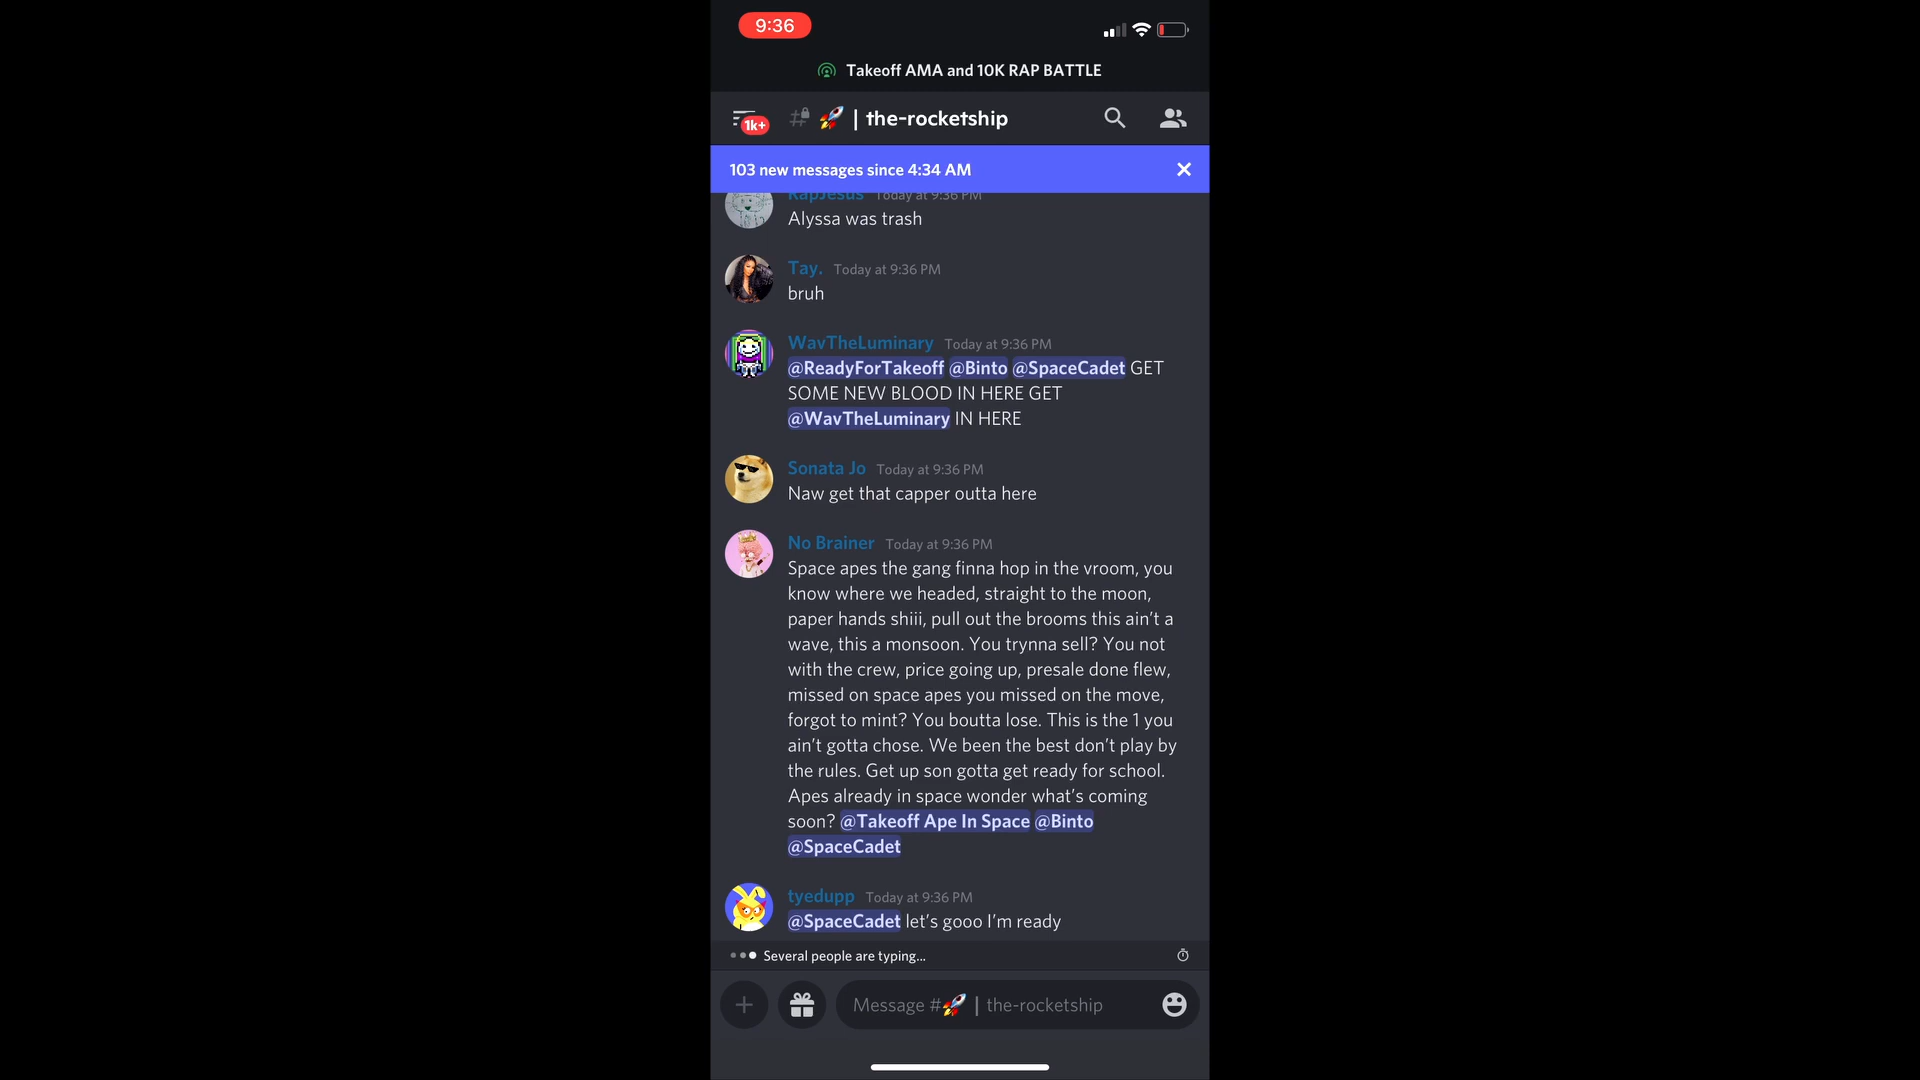 9:36
Takeoff AMA and 10K RAP BATTLE
1k+ # 🚀 | the-rocketship
103 new messages since 4:34 AM ✕
RapJesus Today at 9:36 PM
Alyssa was trash
Tay. Today at 9:36 PM
bruh
WavTheLuminary Today at 9:36 PM
@ReadyForTakeoff @Binto @SpaceCadet GET
SOME NEW BLOOD IN HERE GET
@WavTheLuminary IN HERE
Sonata Jo Today at 9:36 PM
Naw get that capper outta here
No Brainer Today at 9:36 PM
Space apes the gang finna hop in the vroom, you
know where we headed, straight to the moon,
paper hands shiii, pull out the brooms this ain’t a
wave, this a monsoon. You trynna sell? You not
with the crew, price going up, presale done flew,
missed on space apes you missed on the move,
forgot to mint? You boutta lose. This is the 1 you
ain’t gotta chose. We been the best don’t play by
the rules. Get up son gotta get ready for school.
Apes already in space wonder what’s coming
soon? @Takeoff Ape In Space @Binto
@SpaceCadet
tyedupp Today at 9:36 PM
@SpaceCadet let’s gooo I’m ready
Several people are typing...
Message #🚀 | the-rocketship